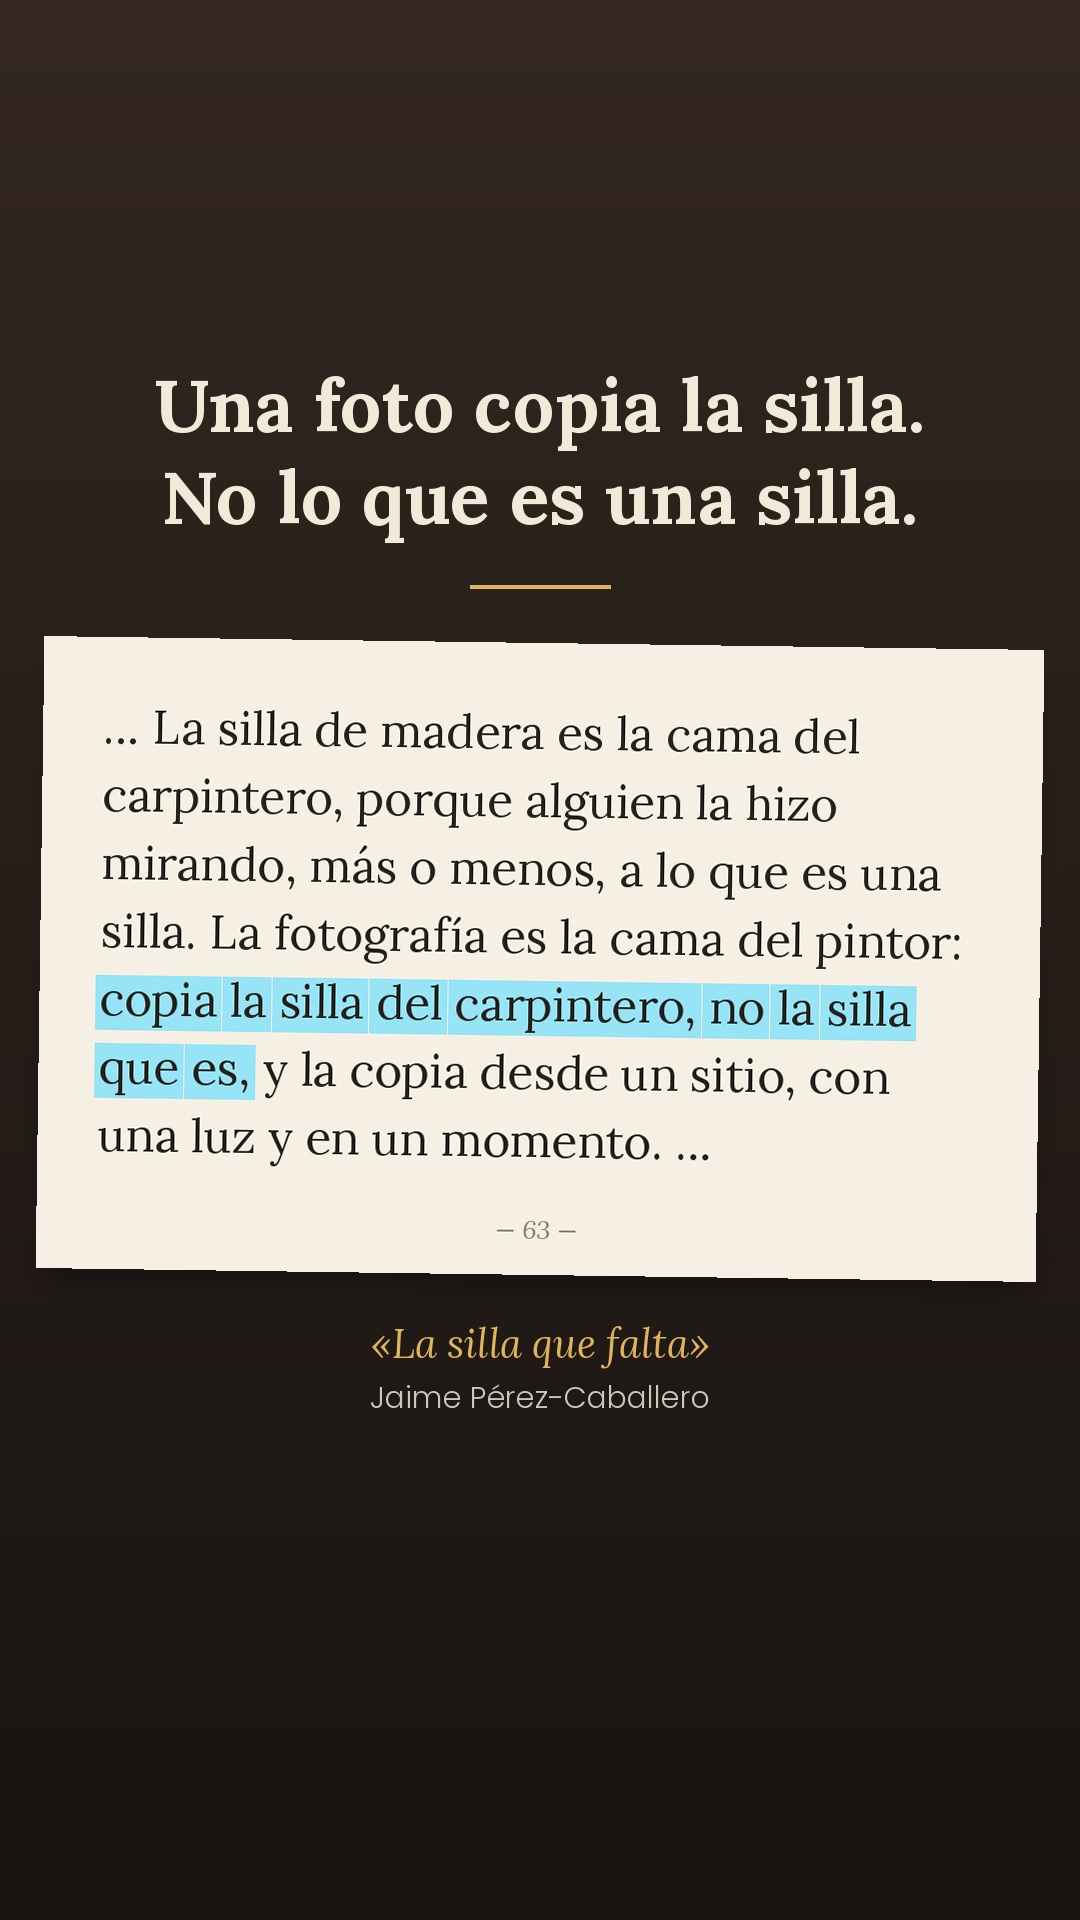 Una foto copia la silla.
No lo que es una silla.
... La silla de madera es la cama del
carpintero, porque alguien la hizo
mirando, más o menos, a lo que es una
silla. La fotografía es la cama del pintor:
copia la silla del carpintero, no la silla
que es, y la copia desde un sitio, con
una luz y en un momento. ...
— 63 —
«La silla que falta»
Jaime Pérez-Caballero